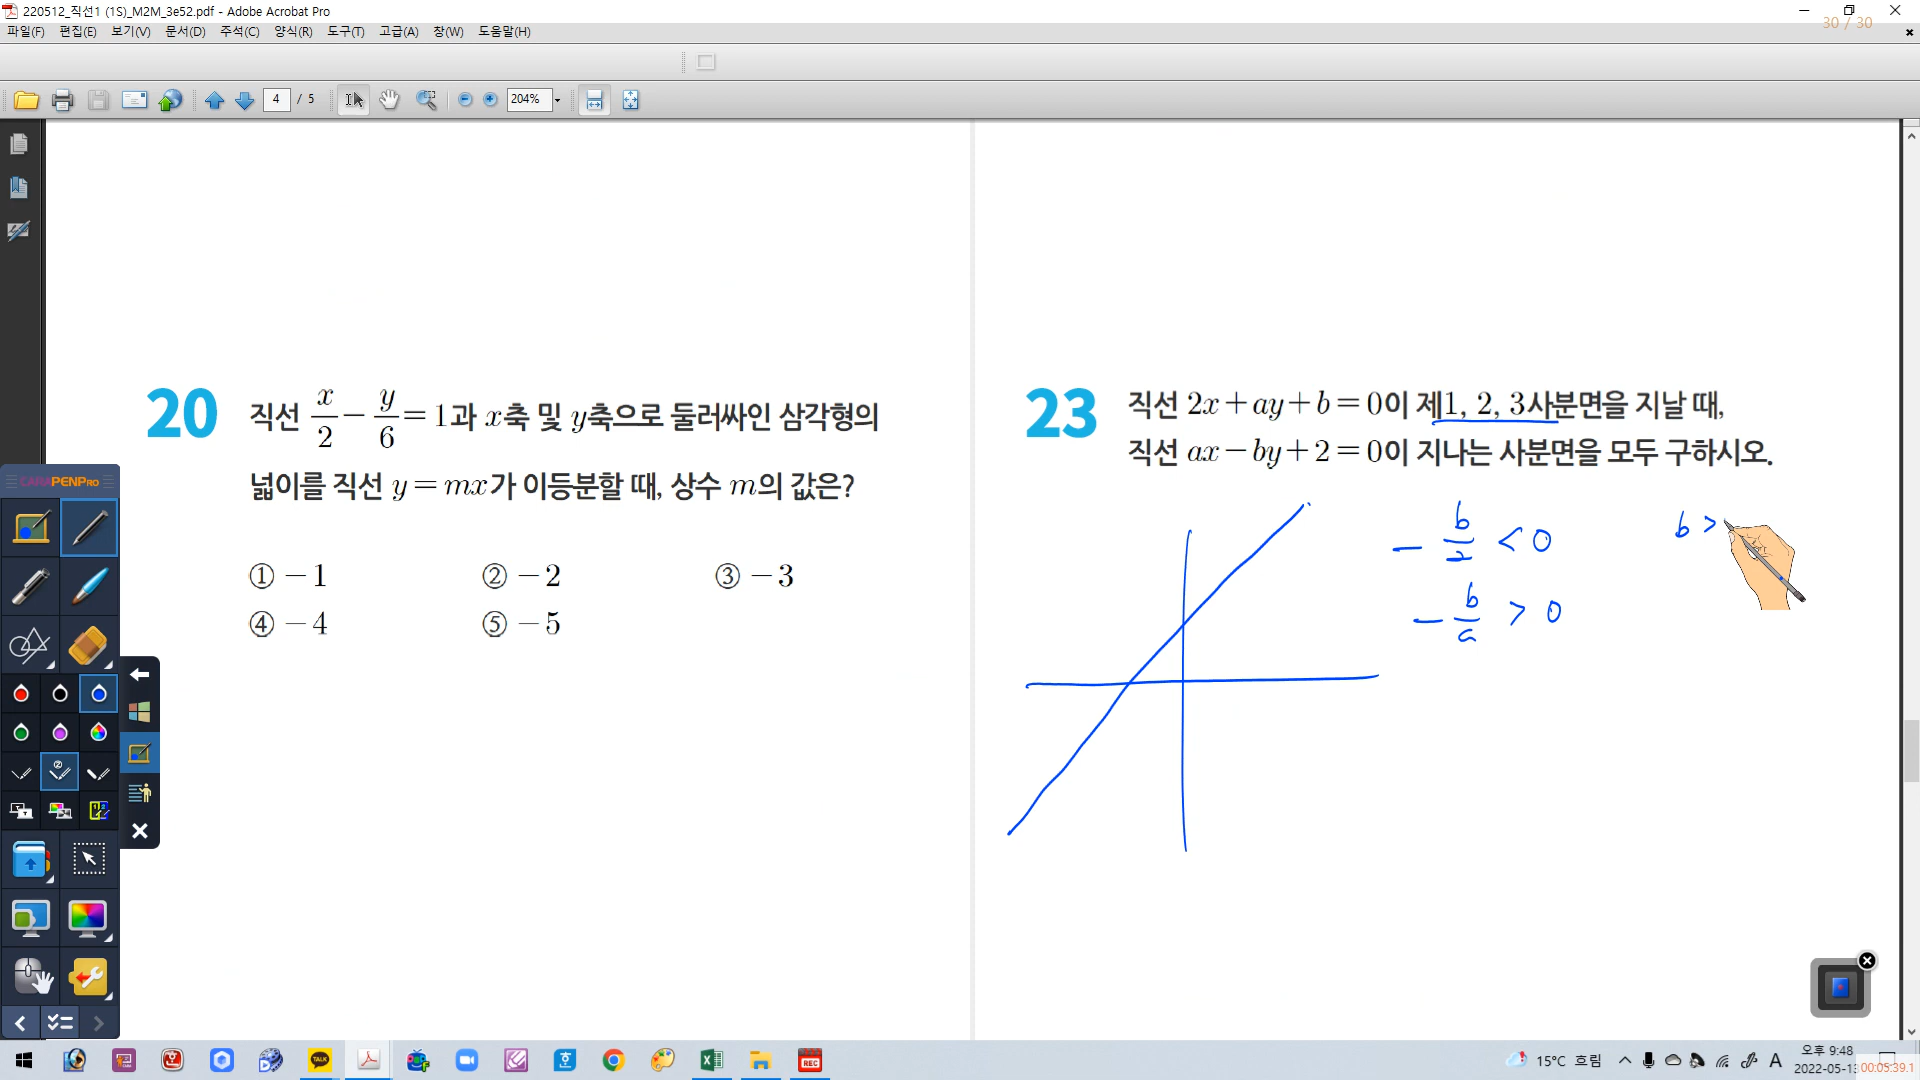 220512_직선1 (1S)_M2M_3e52.pdf - Adobe Acrobat Pro
30 / 30
파일(F) 편집(E) 보기(V) 문서(D) 주석(C) 양식(R) 도구(T) 고급(A) 창(W) 도움말(H)
4 / 5 204%
20 직선 x/2 - y/6 = 1과 x축 및 y축으로 둘러싸인 삼각형의
넓이를 직선 y=mx가 이등분할 때, 상수 m의 값은?
① -1 ② -2 ③ -3
④ -4 ⑤ -5
23 직선 2x+ay+b=0이 제1, 2, 3사분면을 지날 때,
직선 ax-by+2=0이 지나는 사분면을 모두 구하시오.
- b/2 < 0
b >
- b/a > 0
CARAPENPRO
TALK
REC
15°C 흐림
A
오후 9:48
2022-05-1
00:05:39.1